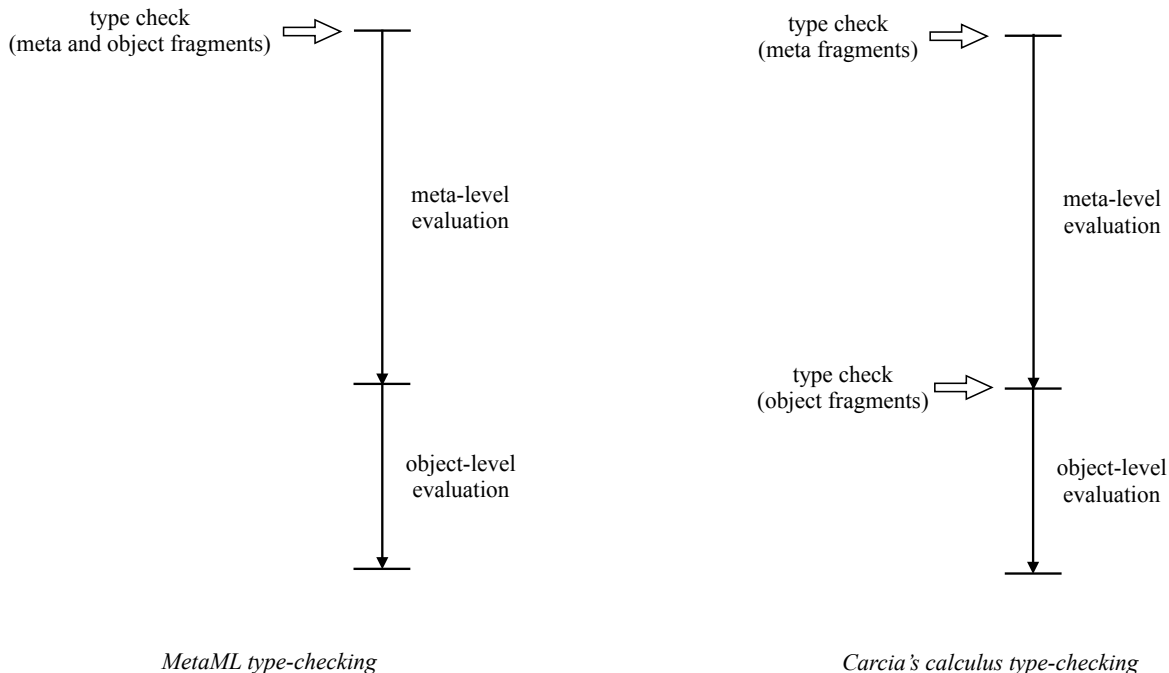 type check
(meta and object fragments)
meta-level
evaluation
object-level
evaluation
MetaML type-checking
type check
(meta fragments)
meta-level
evaluation
type check
(object fragments)
object-level
evaluation
Carcia's calculus type-checking